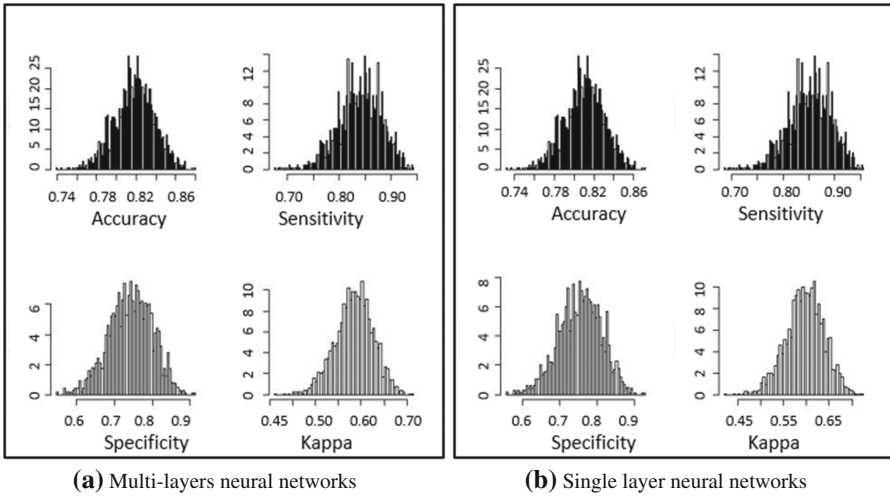 25
20
15
10
5
0
0.74 0.78 0.82 0.86
Accuracy
12
8
6
4
2
0
0.70 0.80 0.90
Sensitivity
6
4
2
0
0.6 0.7 0.8 0.9
Specificity
10
8
6
4
2
0
0.45 0.50 0.60 0.70
Kappa
25
20
15
10
5
0
0.74 0.78 0.82 0.86
Accuracy
12
8
6
4
2
0
0.70 0.80 0.90
Sensitivity
8
6
4
2
0
0.6 0.7 0.8 0.9
Specificity
10
8
6
4
2
0
0.45 0.55 0.65
Kappa
(a) Multi-layers neural networks
(b) Single layer neural networks